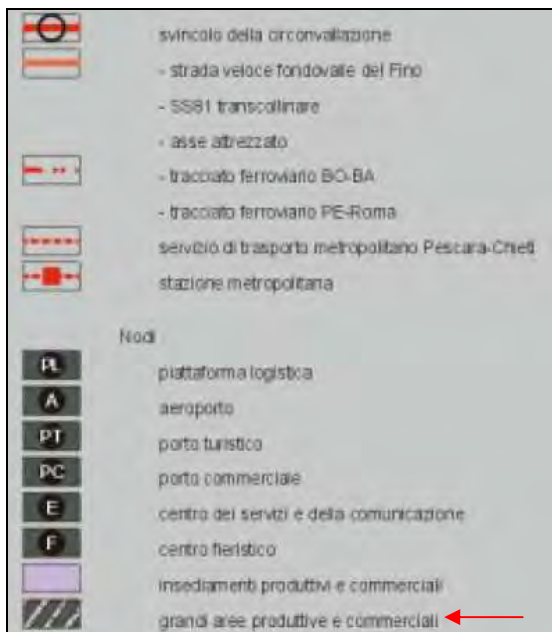 svincolo della circonvallazione
- strada veloce fondovalle del Fino
- SS81 transcollinare
- asse attrezzato
- tracciato ferroviario BO-BA
- tracciato ferroviario PE-Roma
servizio di trasporto metropolitano Pescara-Chieti
stazione metropolitana
Nodi
PL piattaforma logistica
A aeroporto
PT porto turistico
PC porto commerciale
E centro dei servizi e della comunicazione
F centro fieristico
insediamenti produttivi e commerciali
grandi aree produttive e commerciali